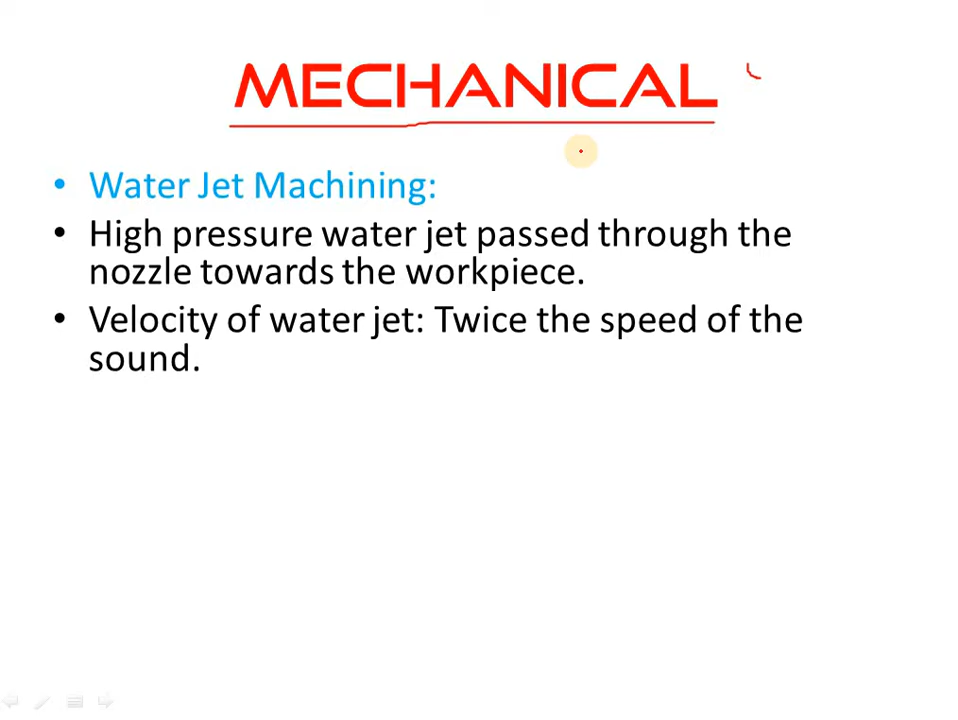 MECHANICAL
• Water Jet Machining:
• High pressure water jet passed through the
nozzle towards the workpiece.
• Velocity of water jet: Twice the speed of the
sound.